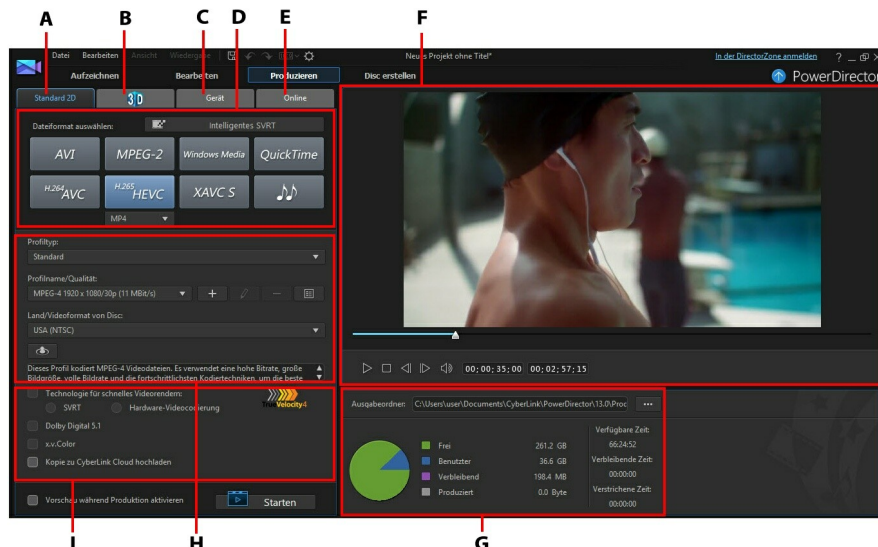 A B C D E F
Datei Bearbeiten Ansicht Wiedergabe
Neues Projekt ohne Titel*
In der DirectorZone anmelden
Aufzeichnen Bearbeiten Produzieren Disc erstellen
PowerDirector
Standard 2D 3D Gerät Online
Dateiformat auswählen: Intelligentes SVRT
AVI MPEG-2 Windows Media QuickTime
H.264 AVC H.265 HEVC XAVC S
MP4
Profiltyp:
Standard
Profilname/Qualität:
MPEG-4 1920 x 1080/30p (11 MBit/s)
Land/Videoformat von Disc:
USA (NTSC)
Dieses Profil kodiert MPEG-4 Videodateien. Es verwendet eine hohe Bitrate, große
Bildgröße, volle Bildrate und die fortschrittlichsten Kodiertechniken, um die beste
00;00;35;00 00;02;57;15
Technologie für schnelles Videorendern:
SVRT Hardware-Videocodierung
TrueVelocity4
Dolby Digital 5.1
x.v.Color
Kopie zu CyberLink Cloud hochladen
Vorschau während Produktion aktivieren
Starten
Ausgabeordner: C:\Users\user\Documents\CyberLink\PowerDirector\13.0\Proc ...
Frei 261.2 GB
Benutzter 36.6 GB
Verbleibend 198.4 MB
Produziert 0.0 Byte
Verfügbare Zeit:
66:24:52
Verbleibende Zeit:
00:00:00
Verstrichene Zeit:
00:00:00
I H G